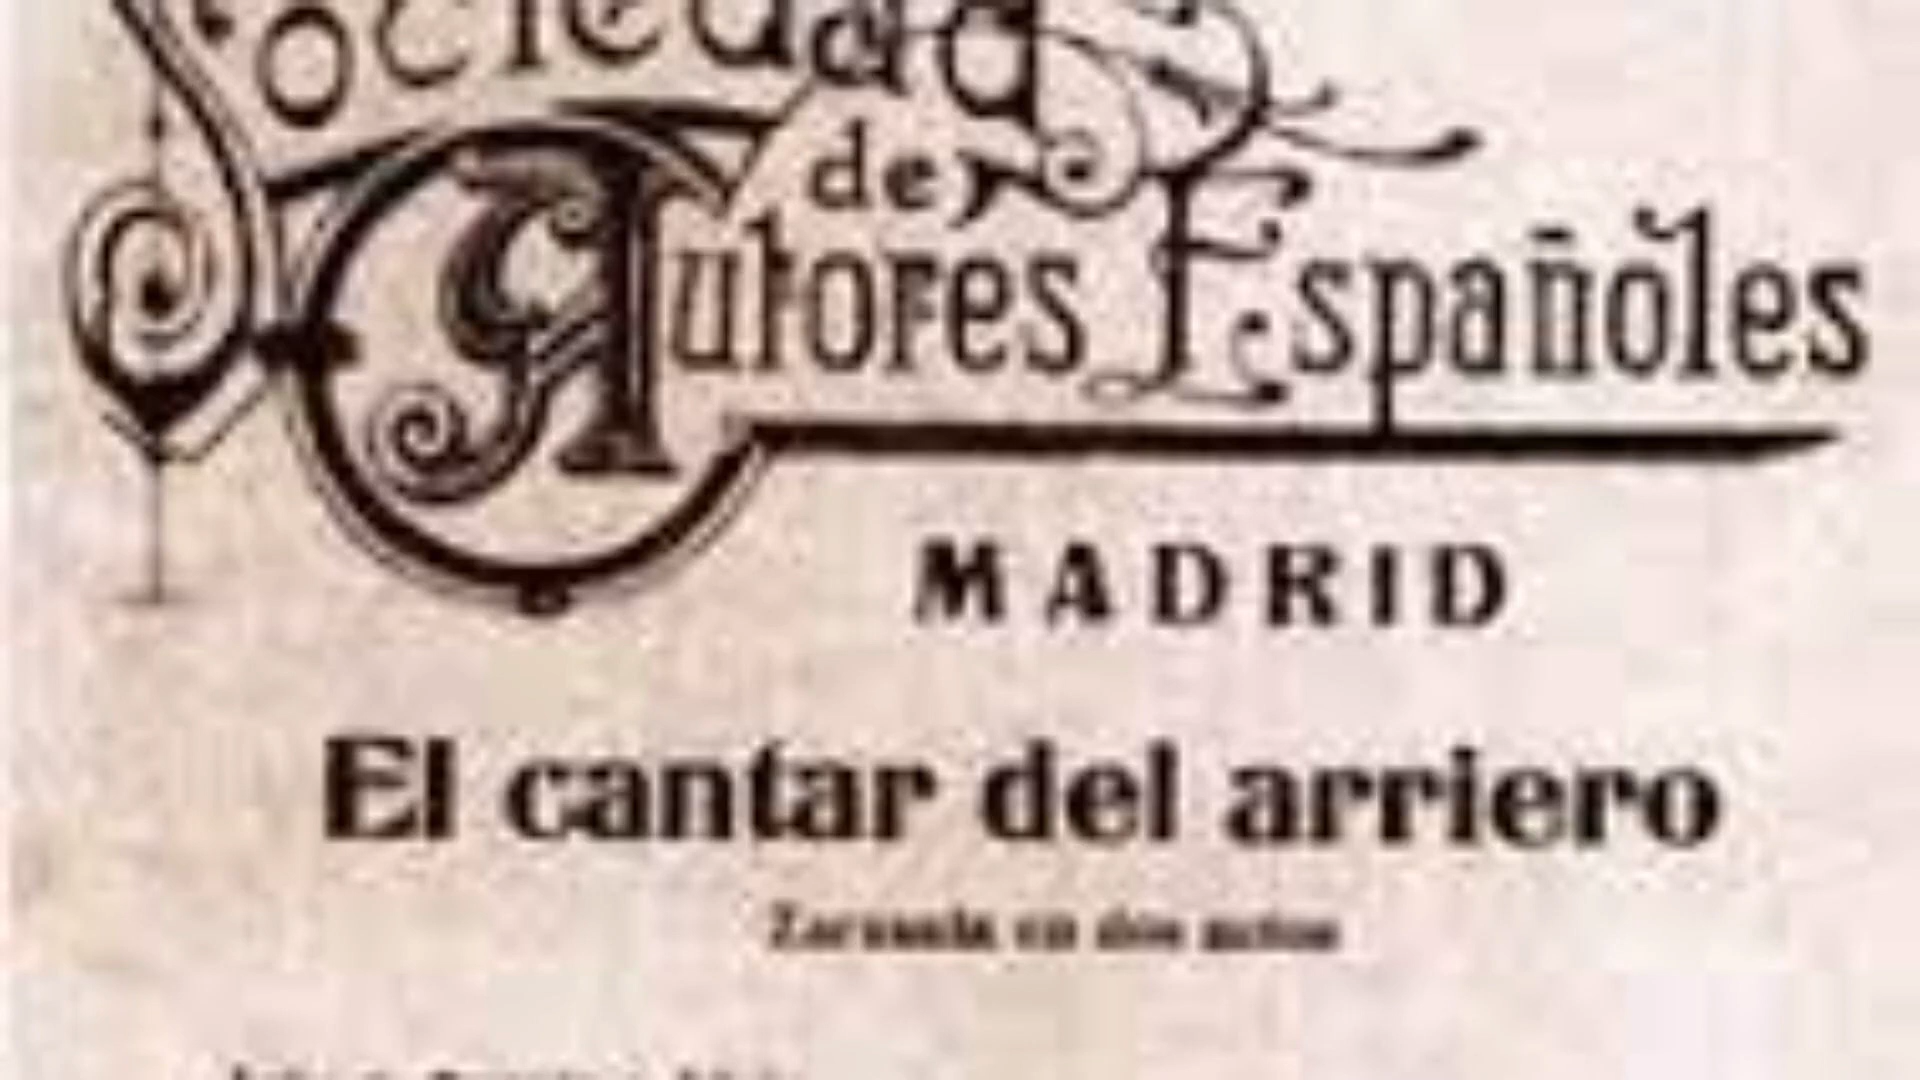 Sociedad
de
Autores Españoles
MADRID
El cantar del arriero
Zarzuela en dos actos